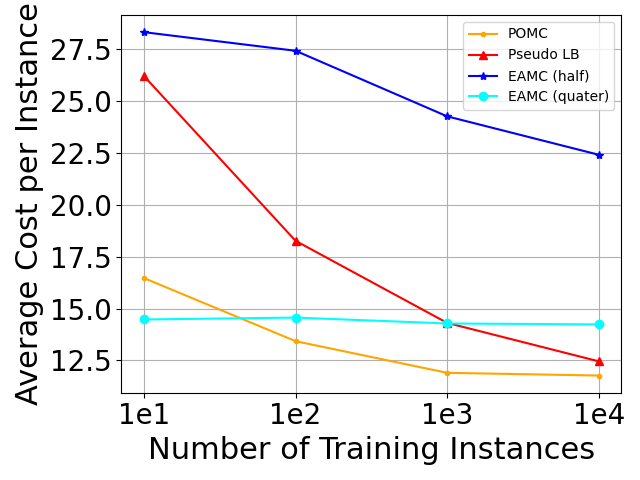 Average Cost per Instance
27.5
25.0
22.5
20.0
17.5
15.0
12.5
POMC
Pseudo LB
EAMC (half)
EAMC (quater)
1e1 1e2 1e3 1e4
Number of Training Instances